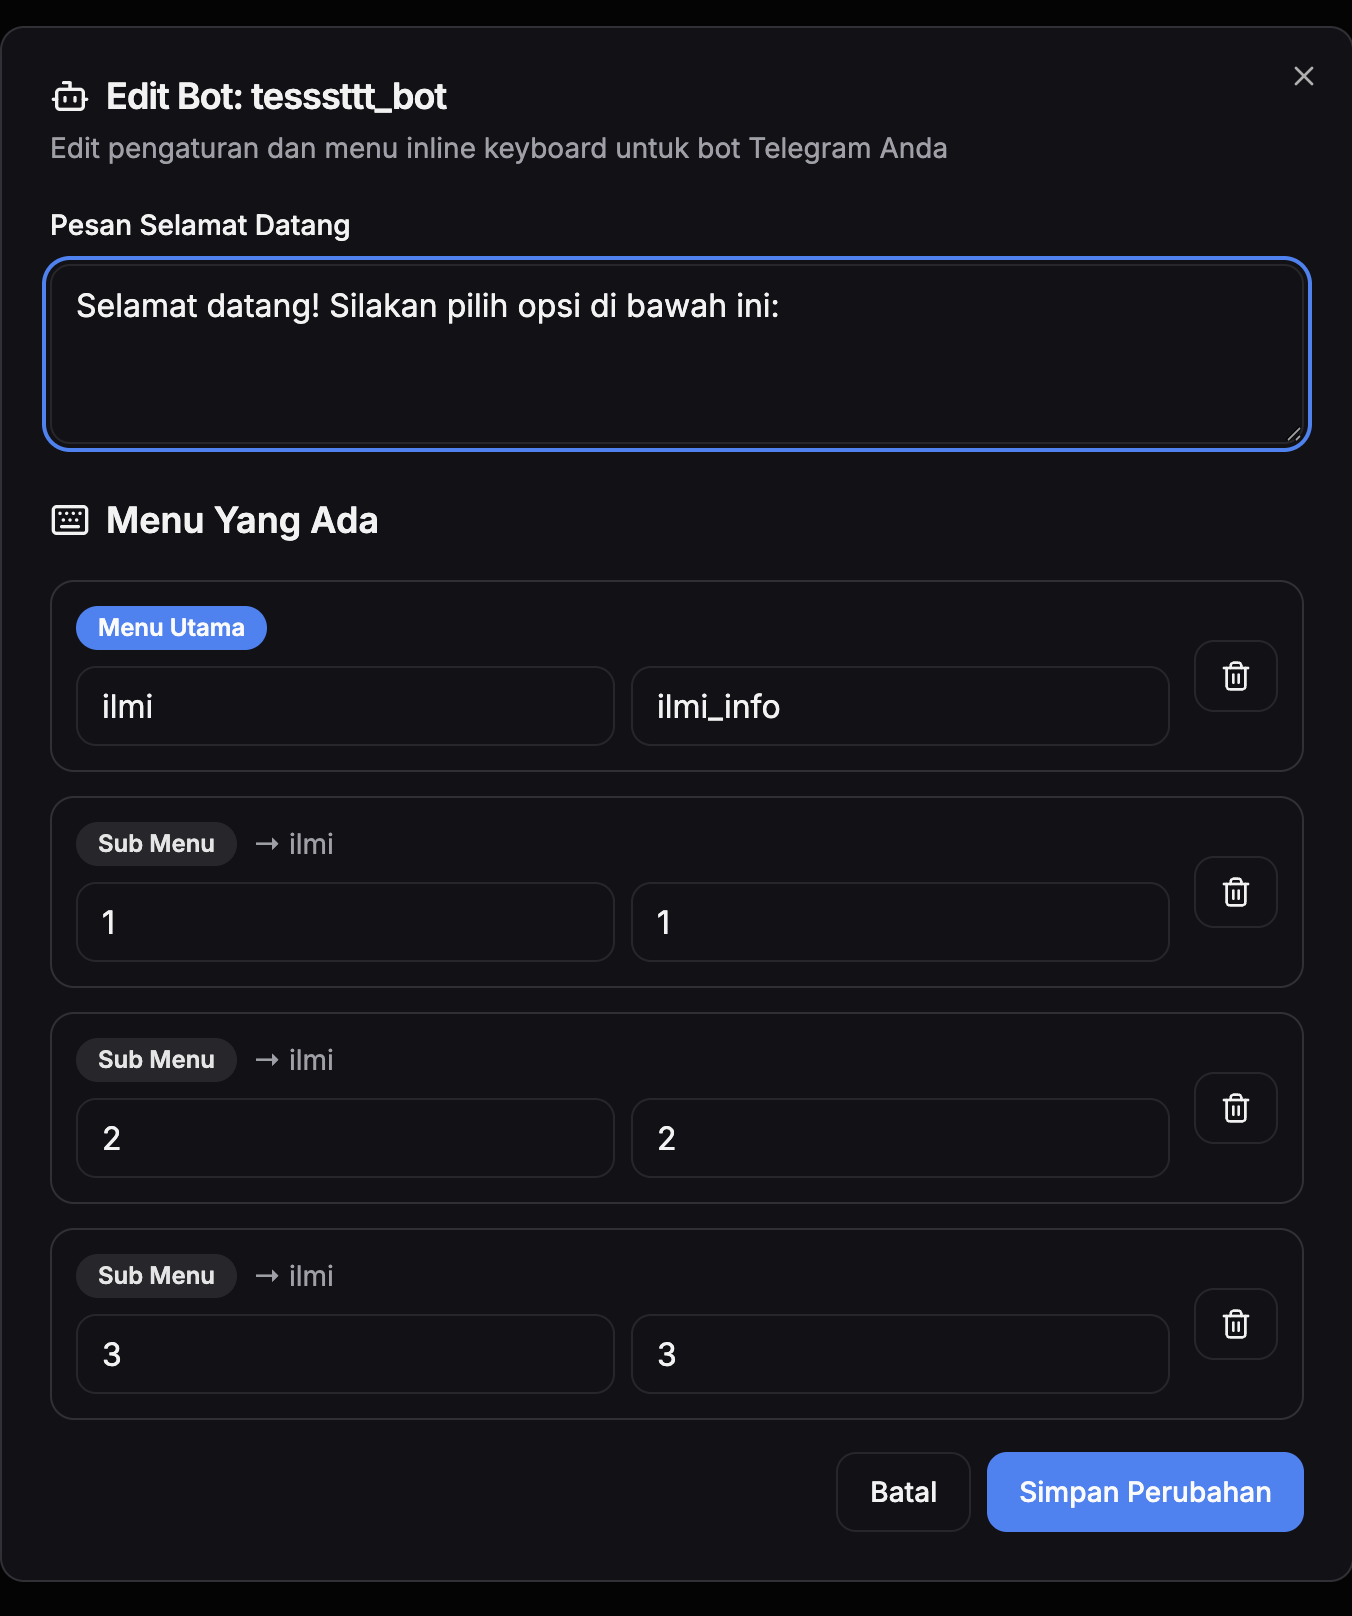 Edit Bot: tesssttt_bot
Edit pengaturan dan menu inline keyboard untuk bot Telegram Anda
Pesan Selamat Datang
Selamat datang! Silakan pilih opsi di bawah ini:
Menu Yang Ada
Menu Utama
ilmi ilmi_info
Sub Menu → ilmi
1 1
Sub Menu → ilmi
2 2
Sub Menu → ilmi
3 3
Batal Simpan Perubahan